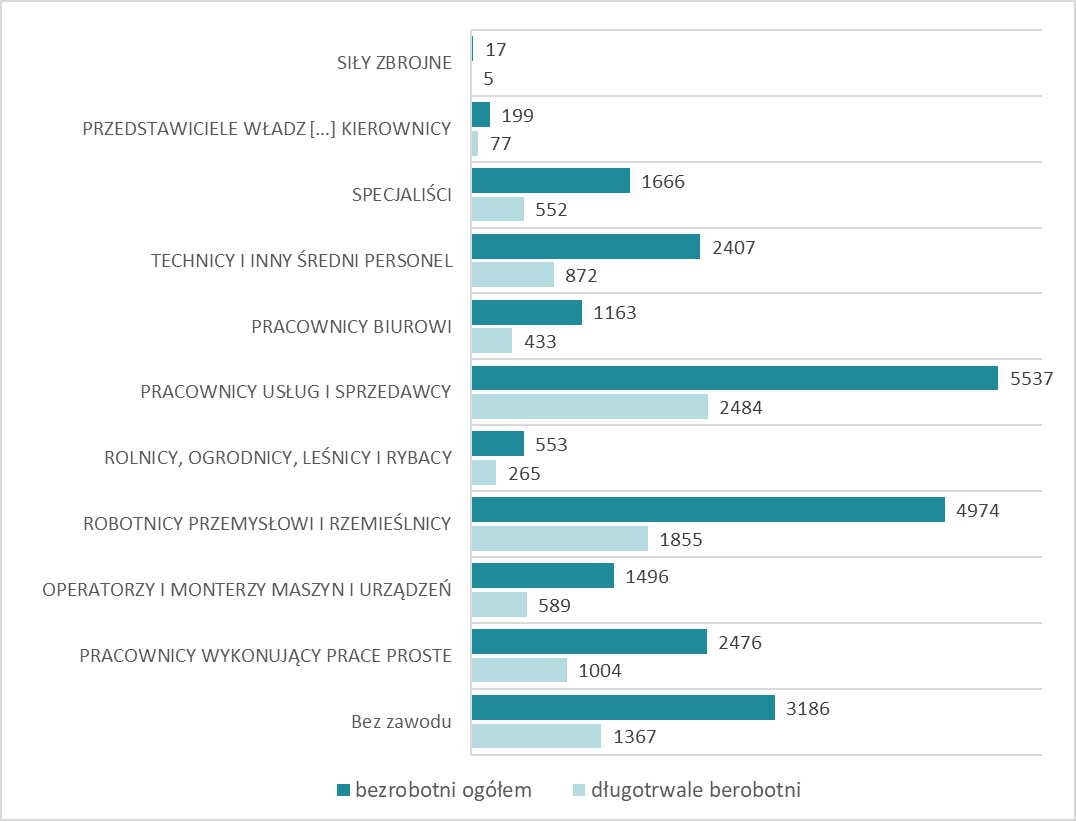 SIŁY ZBROJNE
17
5
PRZEDSTAWICIELE WŁADZ [...] KIEROWNICY
199
77
SPECJALIŚCI
1666
552
TECHNICY I INNY ŚREDNI PERSONEL
2407
872
PRACOWNICY BIUROWI
1163
433
PRACOWNICY USŁUG I SPRZEDAWCY
5537
2484
ROLNICY, OGRODNICY, LEŚNICY I RYBACY
553
265
ROBOTNICY PRZEMYSŁOWI I RZEMIEŚLNICY
4974
1855
OPERATORZY I MONTERZY MASZYN I URZĄDZEŃ
1496
589
PRACOWNICY WYKONUJĄCY PRACE PROSTE
2476
1004
Bez zawodu
3186
1367
bezrobotni ogółem długotrwale berobotni